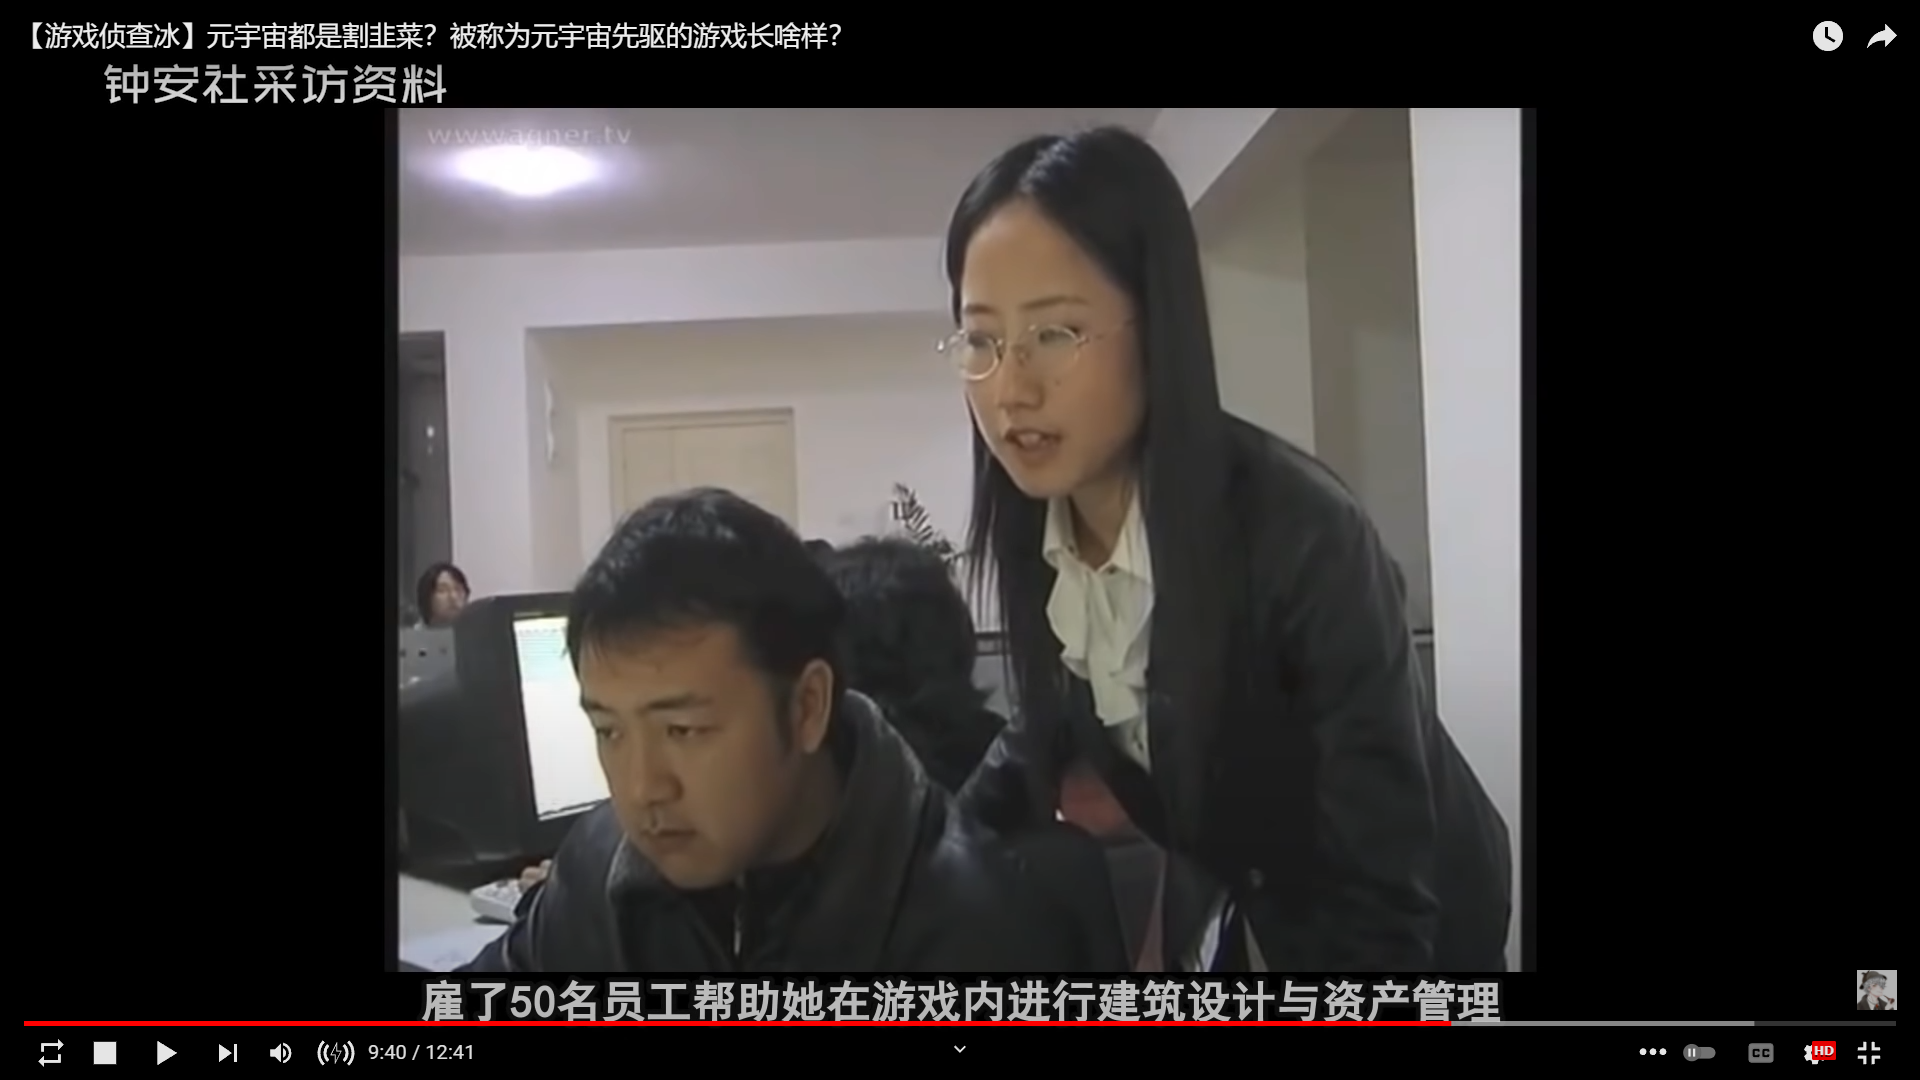 【游戏侦查冰】元宇宙都是割韭菜？被称为元宇宙先驱的游戏长啥样？
钟安社采访资料
www.agner.tv
雇了50名员工帮助她在游戏内进行建筑设计与资产管理
9:40 / 12:41
CC
HD